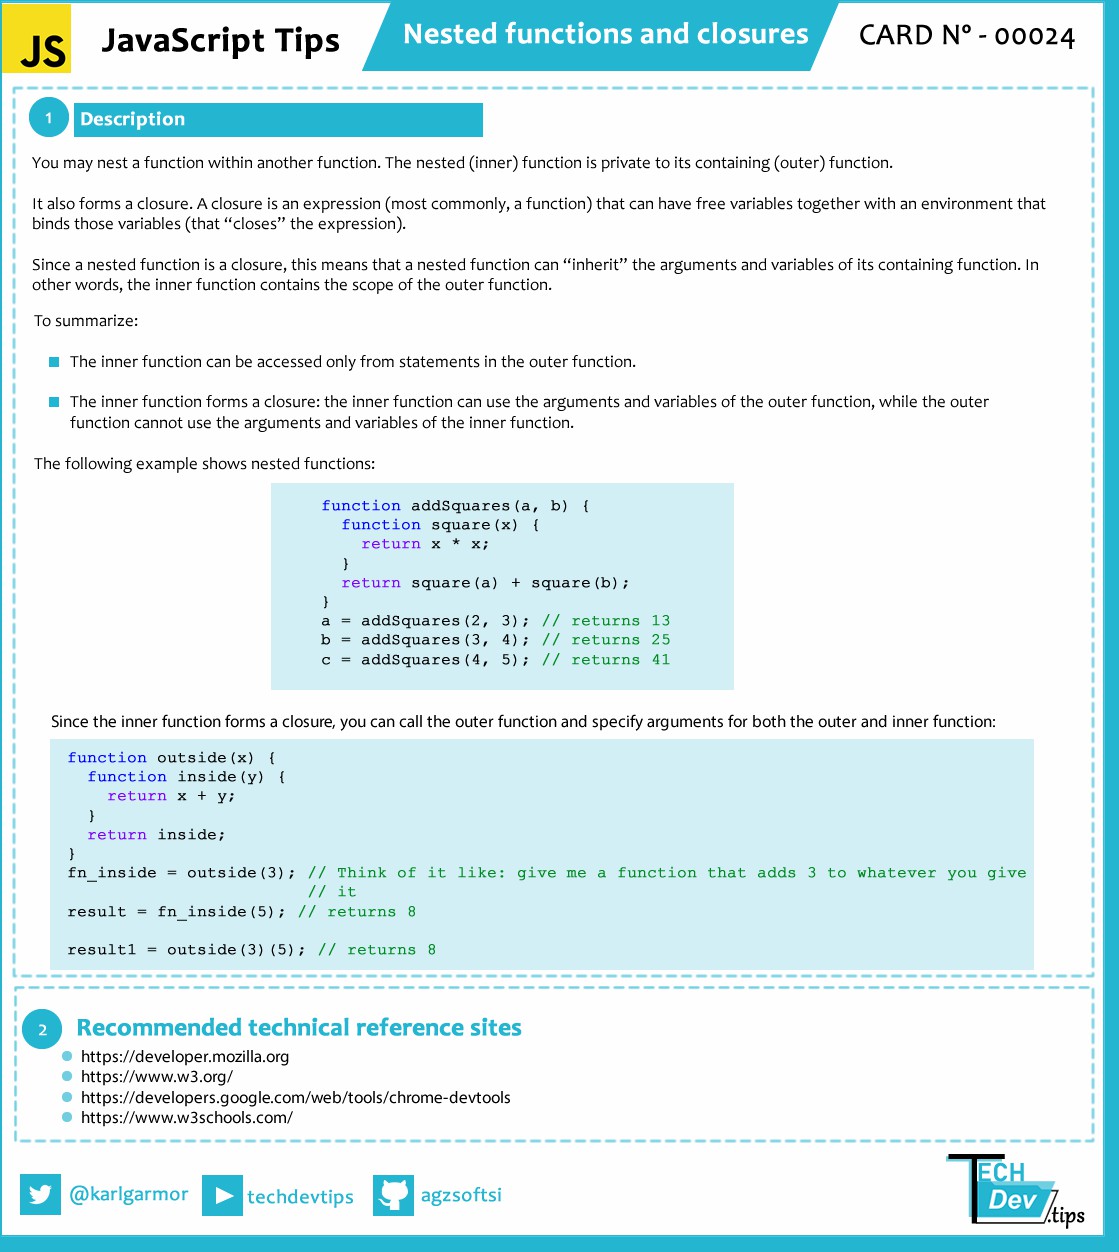 JS
JavaScript Tips
Nested functions and closures
CARD Nº - 00024
1
Description
You may nest a function within another function. The nested (inner) function is private to its containing (outer) function.
It also forms a closure. A closure is an expression (most commonly, a function) that can have free variables together with an environment that
binds those variables (that “closes” the expression).
Since a nested function is a closure, this means that a nested function can “inherit” the arguments and variables of its containing function. In
other words, the inner function contains the scope of the outer function.
To summarize:
The inner function can be accessed only from statements in the outer function.
The inner function forms a closure: the inner function can use the arguments and variables of the outer function, while the outer
function cannot use the arguments and variables of the inner function.
The following example shows nested functions:
function addSquares(a, b) {
  function square(x) {
    return x * x;
  }
  return square(a) + square(b);
}
a = addSquares(2, 3); // returns 13
b = addSquares(3, 4); // returns 25
c = addSquares(4, 5); // returns 41
Since the inner function forms a closure, you can call the outer function and specify arguments for both the outer and inner function:
function outside(x) {
  function inside(y) {
    return x + y;
  }
  return inside;
}
fn_inside = outside(3); // Think of it like: give me a function that adds 3 to whatever you give
                        // it
result = fn_inside(5); // returns 8
result1 = outside(3)(5); // returns 8
2
Recommended technical reference sites
https://developer.mozilla.org
https://www.w3.org/
https://developers.google.com/web/tools/chrome-devtools
https://www.w3schools.com/
@karlgarmor
techdevtips
agzsoftsi
TECH
Dev
.tips